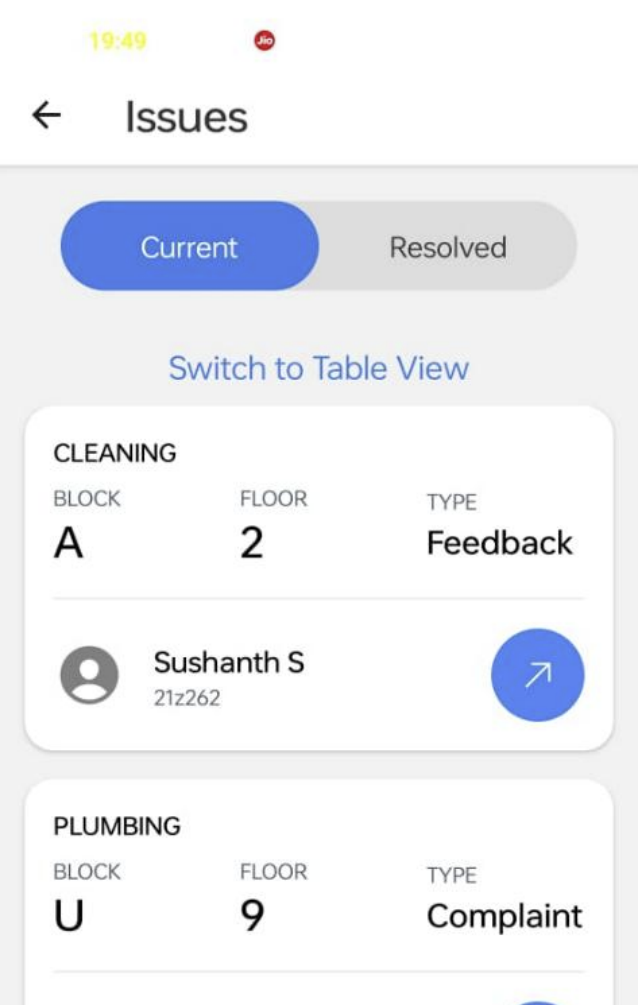 19:49 Jio
Issues
Current Resolved
Switch to Table View
CLEANING
BLOCK FLOOR TYPE
A 2 Feedback
Sushanth S
21z262
PLUMBING
BLOCK FLOOR TYPE
U 9 Complaint